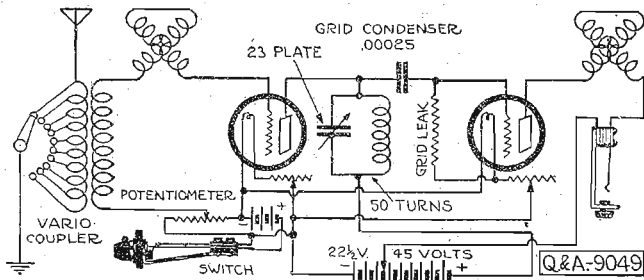 GRID CONDENSER
.00025
23 PLATE
GRID LEAK
50 TURNS
POTENTIOMETER
+
VARIO-
COUPLER
SWITCH
22½V. 45 VOLTS
- +
Q&A-9049